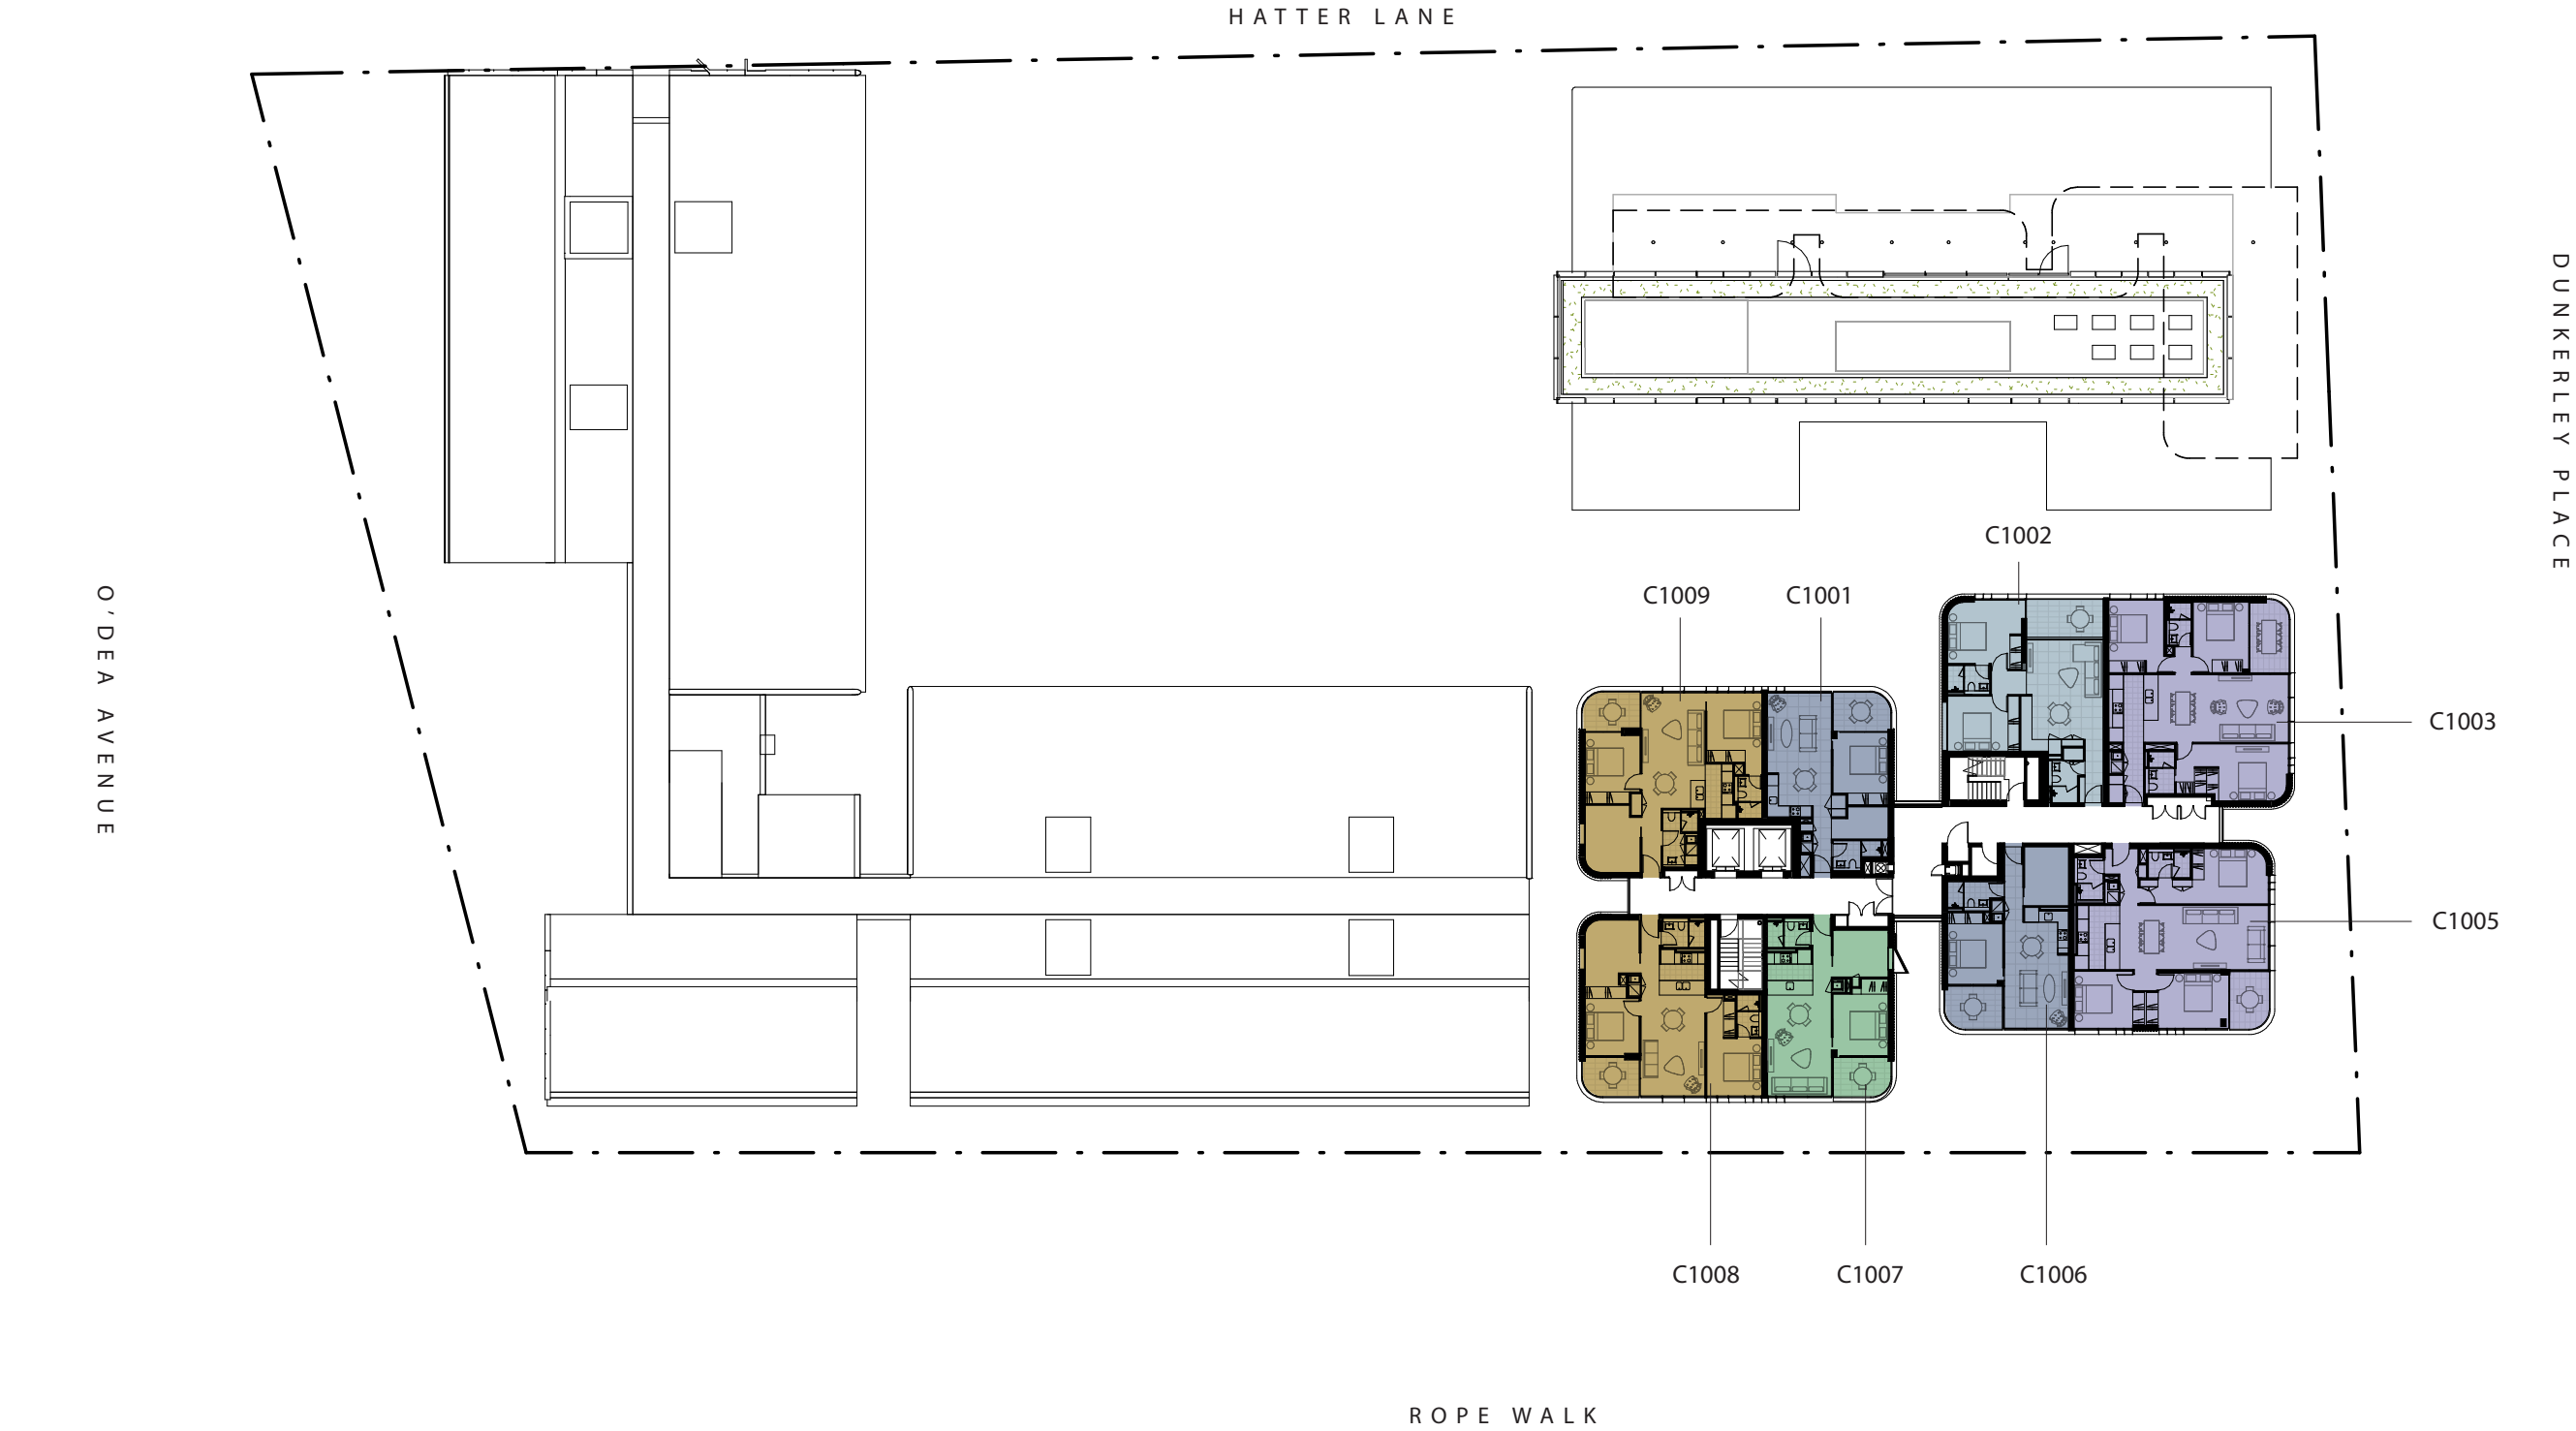 HATTER LANE
DUNKERLEY PLACE
C1002
O’DEA AVENUE
C1009
C1001
C1003
C1005
C1008
C1007
C1006
ROPE WALK